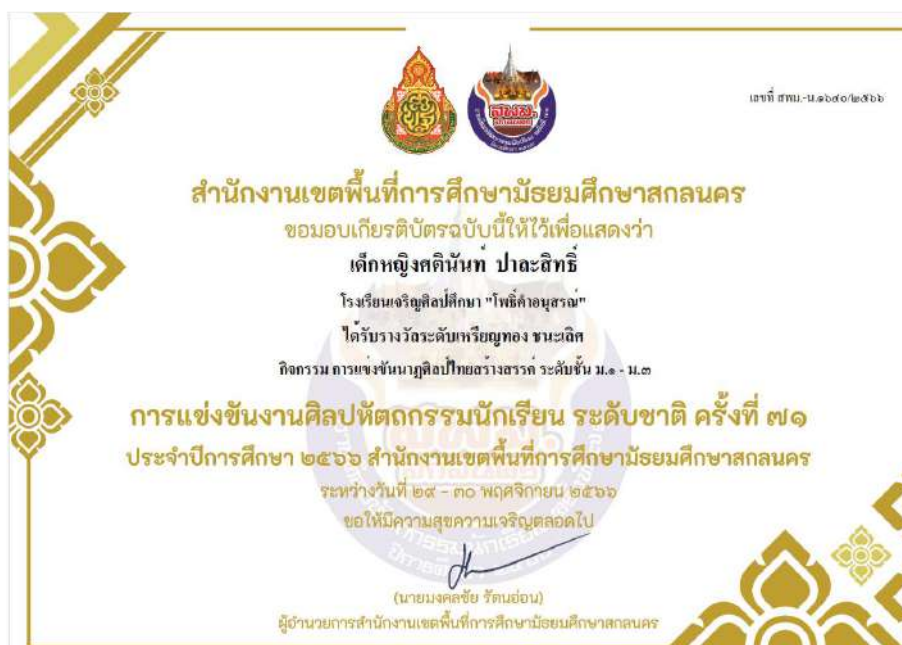 เลขที่ สพม.-น.๑๖๔๐/๒๕๖๖
สำนักงานเขตพื้นที่การศึกษามัธยมศึกษาสกลนคร
ขอมอบเกียรติบัตรฉบับนี้ให้ไว้เพื่อแสดงว่า
เด็กหญิงศตินันท์ ปาละสิทธิ์
โรงเรียนเจริญศิลป์ศึกษา "โพธิ์คำอนุสรณ์"
ได้รับรางวัลระดับเหรียญทอง ชนะเลิศ
กิจกรรม การแข่งขันนาฏศิลป์ไทยสร้างสรรค์ ระดับชั้น ม.๑ - ม.๓
การแข่งขันงานศิลปหัตถกรรมนักเรียน ระดับชาติ ครั้งที่ ๗๑
ประจำปีการศึกษา ๒๕๖๖ สำนักงานเขตพื้นที่การศึกษามัธยมศึกษาสกลนคร
ระหว่างวันที่ ๒๙ - ๓๐ พฤศจิกายน ๒๕๖๖
ขอให้มีความสุขความเจริญตลอดไป
(นายมงคลชัย รัตนอ่อน)
ผู้อำนวยการสำนักงานเขตพื้นที่การศึกษามัธยมศึกษาสกลนคร